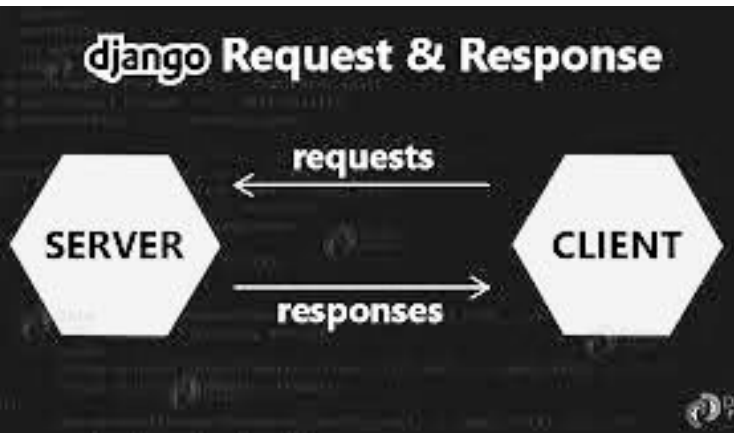 django Request & Response
requests
SERVER
CLIENT
responses